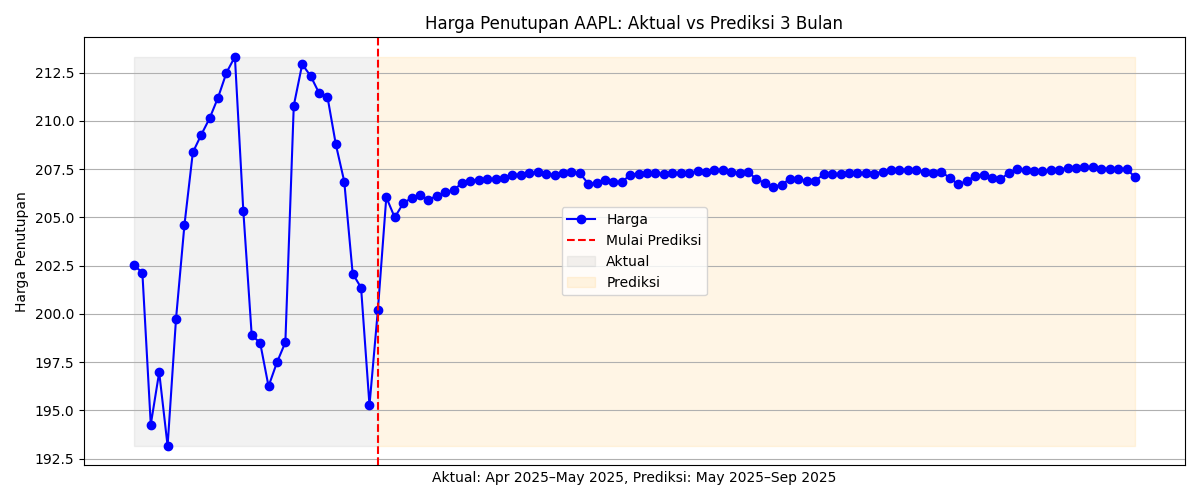 Harga Penutupan AAPL: Aktual vs Prediksi 3 Bulan
Harga Penutupan
212.5
210.0
207.5
205.0
202.5
200.0
197.5
195.0
192.5
Harga
Mulai Prediksi
Aktual
Prediksi
Aktual: Apr 2025–May 2025, Prediksi: May 2025–Sep 2025